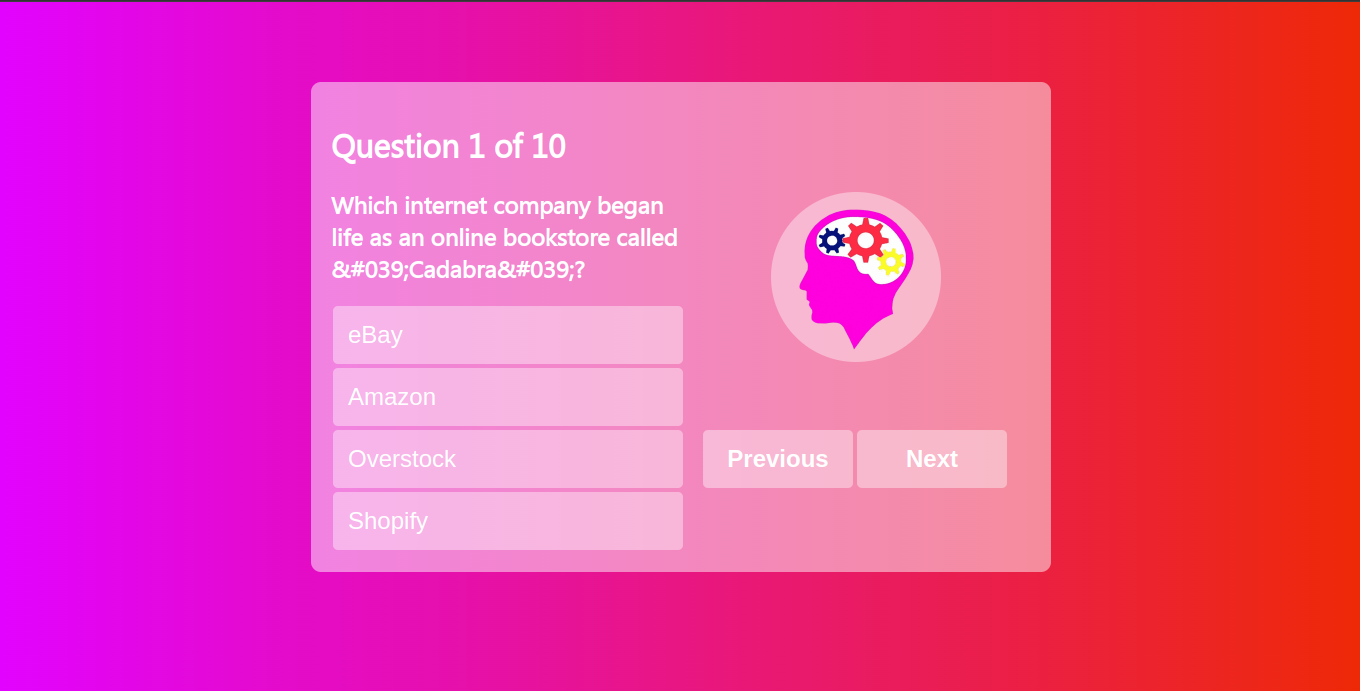 Question 1 of 10
Which internet company began
life as an online bookstore called
&#039;Cadabra&#039;?
eBay
Amazon
Overstock
Shopify
Previous
Next